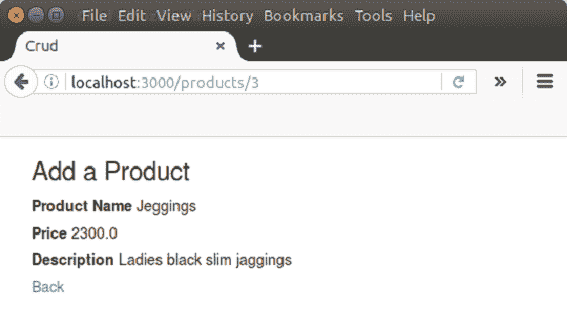 File Edit View History Bookmarks Tools Help
Crud
localhost:3000/products/3
Add a Product
Product Name Jeggings
Price 2300.0
Description Ladies black slim jaggings
Back